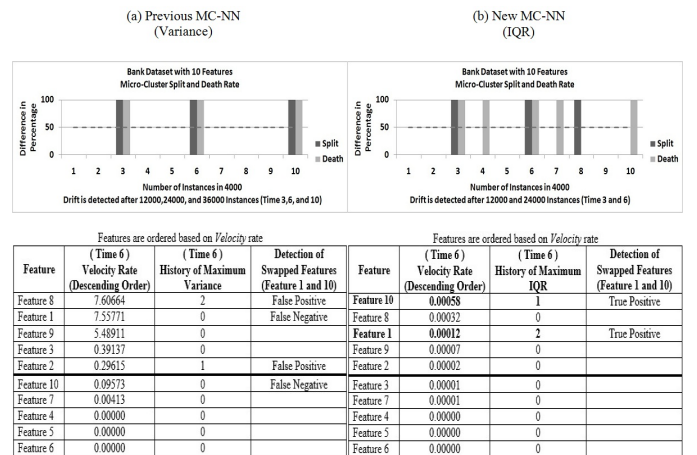 (a) Previous MC-NN
(Variance)
(b) New MC-NN
(IQR)
Bank Dataset with 10 Features
Micro-Cluster Split and Death Rate
Difference in
Percentage
100
50
0
1 2 3 4 5 6 7 8 9 10
Split
Death
Number of Instances in 4000
Drift is detected after 12000,24000, and 36000 Instances (Time 3,6, and 10)
Bank Dataset with 10 Features
Micro-Cluster Split and Death Rate
Difference in
Percentage
100
50
0
1 2 3 4 5 6 7 8 9 10
Split
Death
Number of Instances in 4000
Drift is detected after 12000 and 24000 Instances (Time 3 and 6)
Features are ordered based on Velocity rate
Feature
( Time 6 )
Velocity Rate
(Descending Order)
( Time 6 )
History of Maximum
Variance
Detection of
Swapped Features
(Feature 1 and 10)
Feature 8 7.60664 2 False Positive
Feature 1 7.55771 0 False Negative
Feature 9 5.48911 0
Feature 3 0.39137 0
Feature 2 0.29615 1 False Positive
Feature 10 0.09573 0 False Negative
Feature 7 0.00413 0
Feature 4 0.00000 0
Feature 5 0.00000 0
Feature 6 0.00000 0
Features are ordered based on Velocity rate
Feature
( Time 6 )
Velocity Rate
(Descending Order)
( Time 6 )
History of Maximum
IQR
Detection of
Swapped Features
(Feature 1 and 10)
Feature 10 0.00058 1 True Positive
Feature 8 0.00032 0
Feature 1 0.00012 2 True Positive
Feature 9 0.00007 0
Feature 2 0.00002 0
Feature 3 0.00001 0
Feature 7 0.00001 0
Feature 4 0.00000 0
Feature 5 0.00000 0
Feature 6 0.00000 0